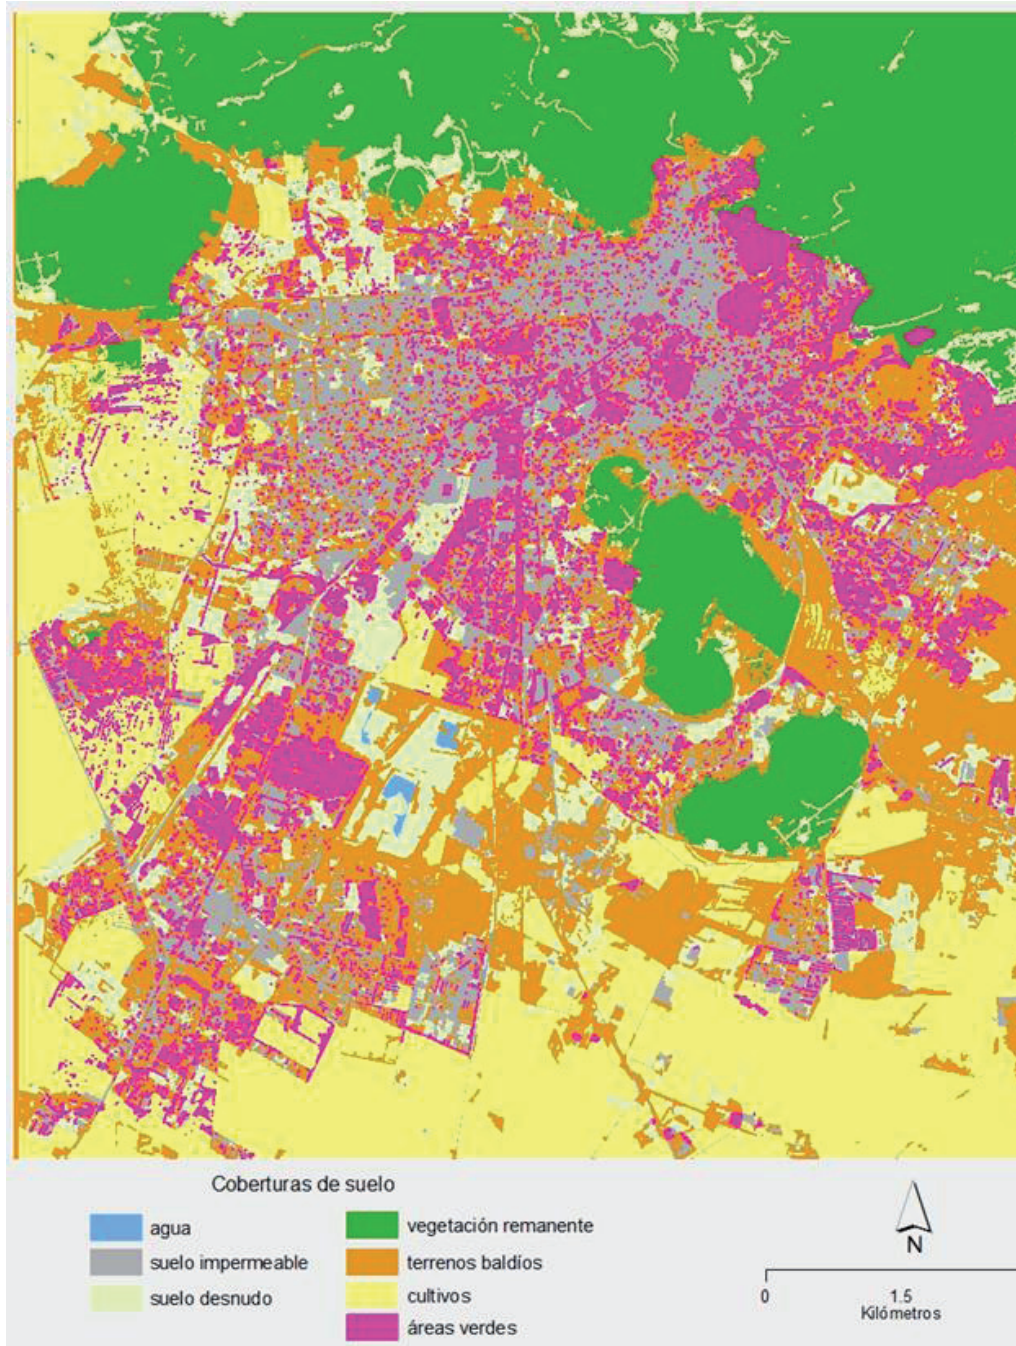 Coberturas de suelo
agua
suelo impermeable
suelo desnudo
vegetación remanente
terrenos baldíos
cultivos
áreas verdes
N
0 1.5
Kilómetros